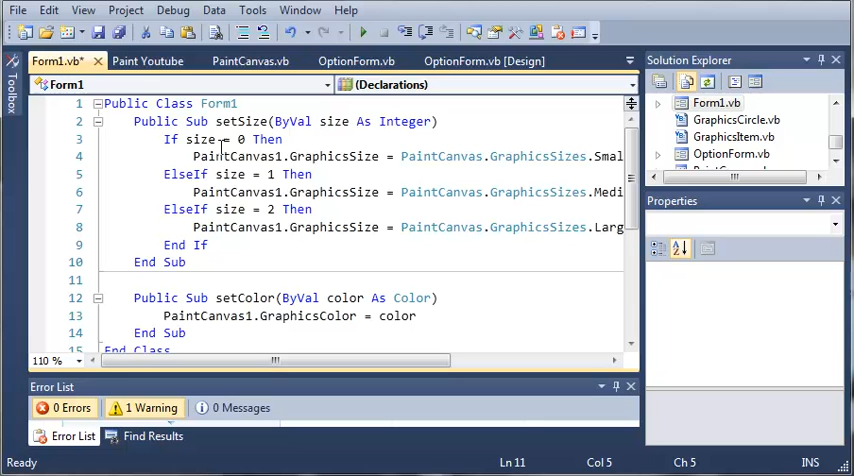 File Edit View Project Debug Data Tools Window Help
Form1.vb* Paint Youtube PaintCanvas.vb OptionForm.vb OptionForm.vb [Design]
Form1 (Declarations)
Toolbox
1 Public Class Form1
2 Public Sub setSize(ByVal size As Integer)
3 If size = 0 Then
4 PaintCanvas1.GraphicsSize = PaintCanvas.GraphicsSizes.Smal
5 ElseIf size = 1 Then
6 PaintCanvas1.GraphicsSize = PaintCanvas.GraphicsSizes.Medi
7 ElseIf size = 2 Then
8 PaintCanvas1.GraphicsSize = PaintCanvas.GraphicsSizes.Larg
9 End If
10 End Sub
11
12 Public Sub setColor(ByVal color As Color)
13 PaintCanvas1.GraphicsColor = color
14 End Sub
15 End Class
110 %
Solution Explorer
Form1.vb
GraphicsCircle.vb
GraphicsItem.vb
OptionForm.vb
Properties
Error List
0 Errors 1 Warning 0 Messages
Error List Find Results
Ready Ln 11 Col 5 Ch 5 INS